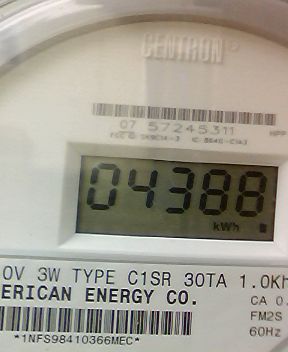 CENTRON®
07 57245311
04388
kWh
0V 3W TYPE C1SR 30TA 1.0Kh
ERICAN ENERGY CO.
CA 0.
FM2S
60Hz
*1NFS98410366MEC*